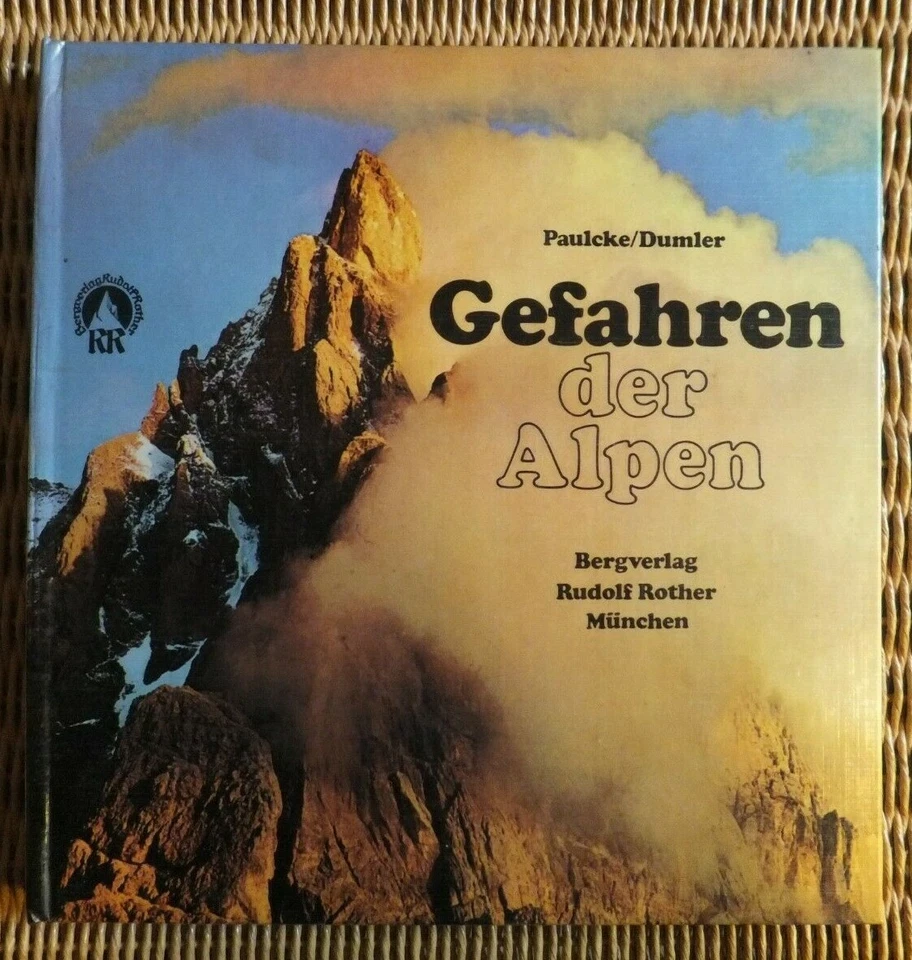 Paulcke/Dumler
Gefahren
der
Alpen
Bergverlag Rudolf Rother
RR
Bergverlag
Rudolf Rother
München